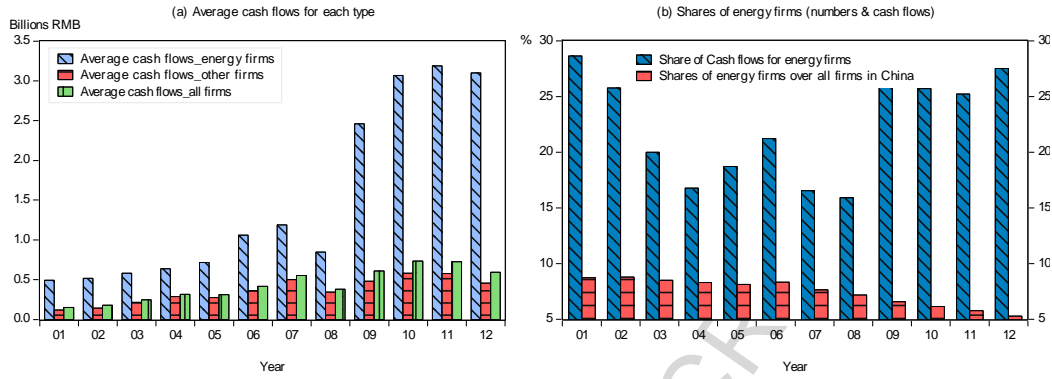 (a) Average cash flows for each type
Billions RMB
3.5
3.0
2.5
2.0
1.5
1.0
0.5
0.0
Average cash flows_energy firms
Average cash flows_other firms
Average cash flows_all firms
01 02 03 04 05 06 07 08 09 10 11 12
Year
(b) Shares of energy firms (numbers & cash flows)
%
30
25
20
15
10
5
Share of Cash flows for energy firms
Shares of energy firms over all firms in China
30
25
20
15
10
5
01 02 03 04 05 06 07 08 09 10 11 12
Year